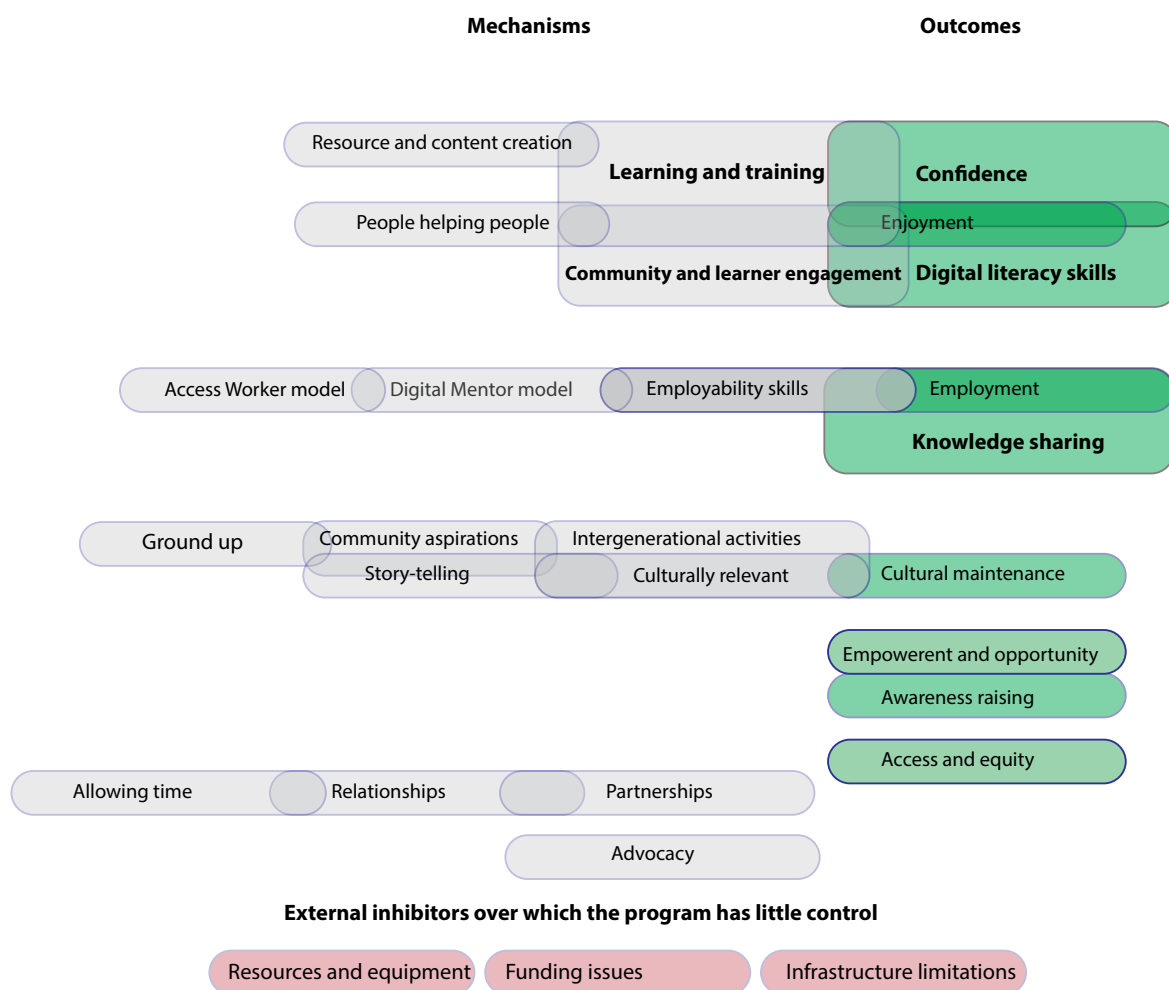 Mechanisms
Outcomes
Resource and content creation
Learning and training
Confidence
People helping people
Enjoyment
Community and learner engagement
Digital literacy skills
Access Worker model
Digital Mentor model
Employability skills
Employment
Knowledge sharing
Ground up
Community aspirations
Intergenerational activities
Story-telling
Culturally relevant
Cultural maintenance
Empowerent and opportunity
Awareness raising
Access and equity
Allowing time
Relationships
Partnerships
Advocacy
External inhibitors over which the program has little control
Resources and equipment
Funding issues
Infrastructure limitations